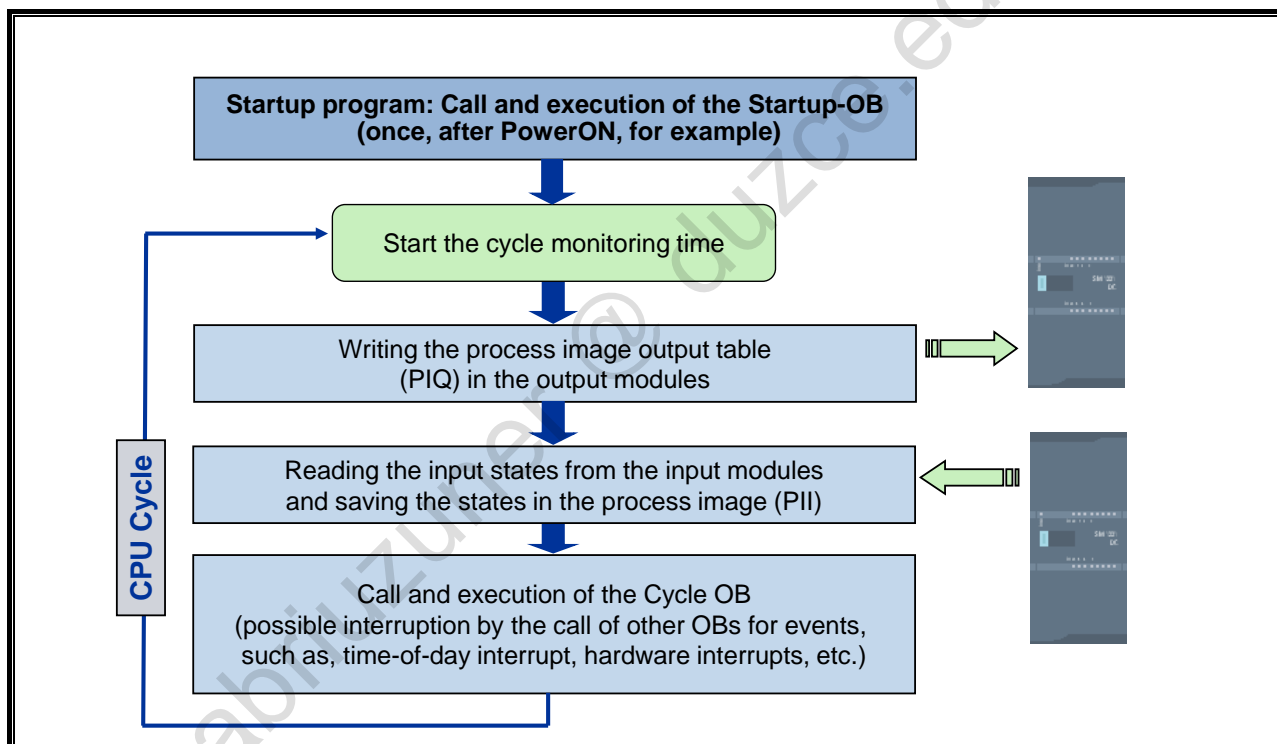 Startup program: Call and execution of the Startup-OB
(once, after PowerON, for example)
Start the cycle monitoring time
Writing the process image output table
(PIQ) in the output modules
Reading the input states from the input modules
and saving the states in the process image (PII)
Call and execution of the Cycle OB
(possible interruption by the call of other OBs for events,
such as, time-of-day interrupt, hardware interrupts, etc.)
CPU Cycle
abriuzuner @ duzce.ed